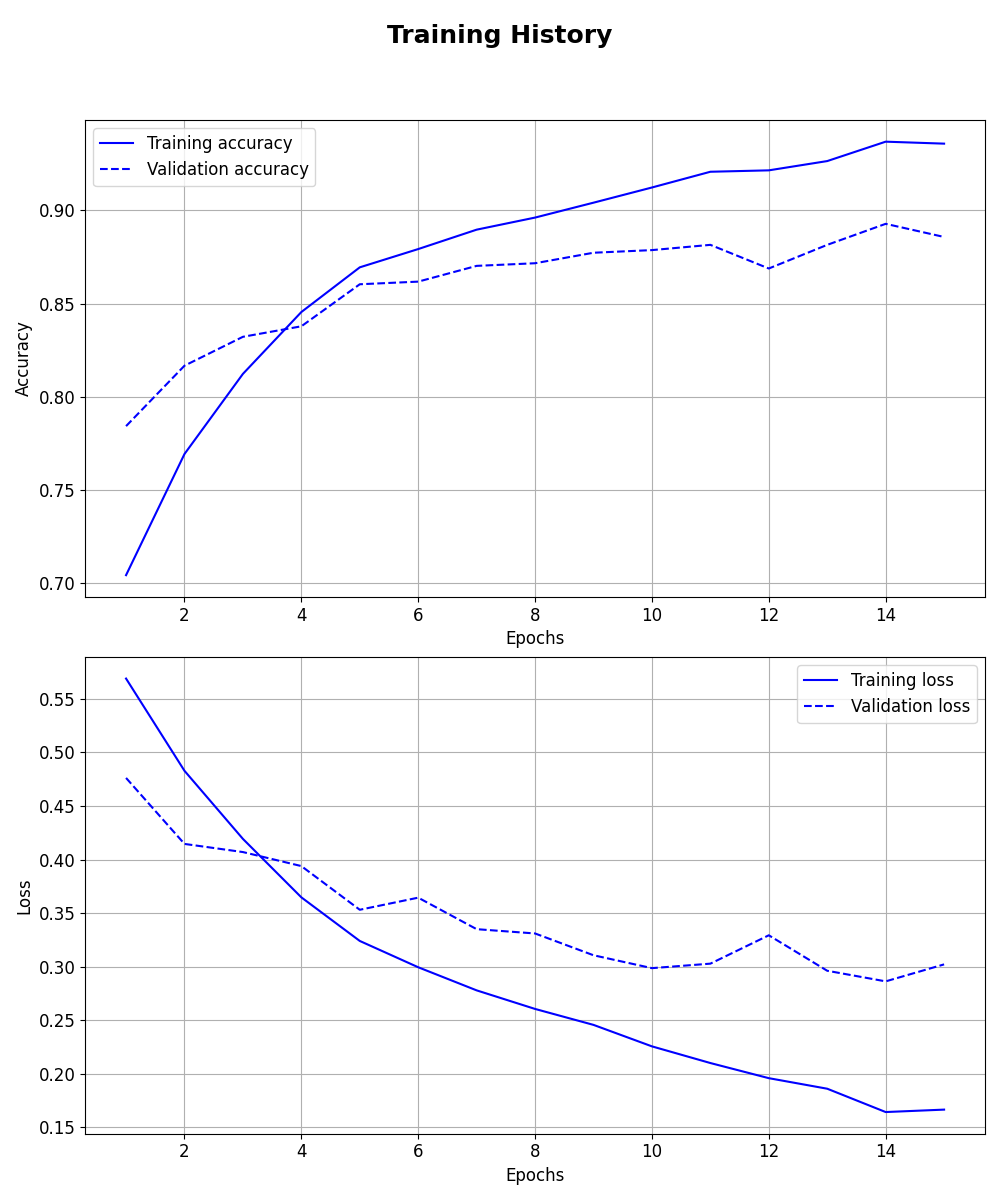 Training History
Training accuracy
Validation accuracy
0.90
0.85
0.80
0.75
0.70
Accuracy
2 4 6 8 10 12 14
Epochs
Training loss
Validation loss
0.55
0.50
0.45
0.40
0.35
0.30
0.25
0.20
0.15
Loss
2 4 6 8 10 12 14
Epochs